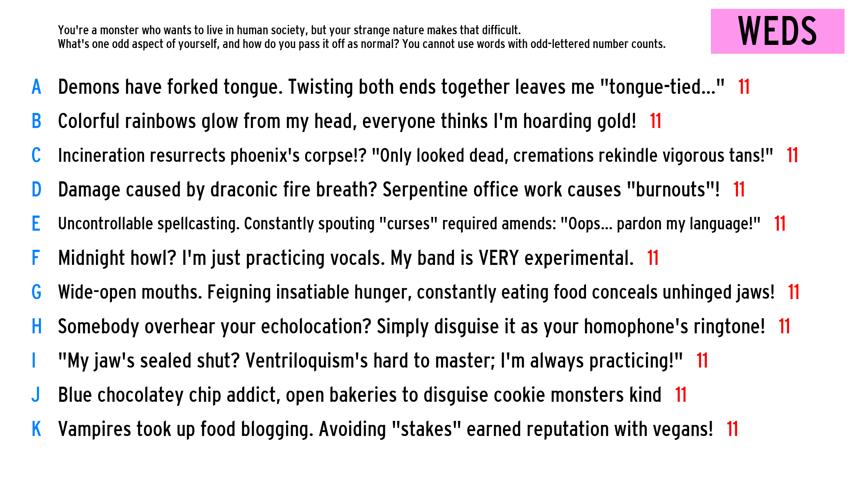 You're a monster who wants to live in human society, but your strange nature makes that difficult.
What's one odd aspect of yourself, and how do you pass it off as normal? You cannot use words with odd-lettered number counts.
WEDS
A Demons have forked tongue. Twisting both ends together leaves me "tongue-tied..." 11
B Colorful rainbows glow from my head, everyone thinks I'm hoarding gold! 11
C Incineration resurrects phoenix's corpse!? "Only looked dead, cremations rekindle vigorous tans!" 11
D Damage caused by draconic fire breath? Serpentine office work causes "burnouts"! 11
E Uncontrollable spellcasting. Constantly spouting "curses" required amends: "Oops... pardon my language!" 11
F Midnight howl? I'm just practicing vocals. My band is VERY experimental. 11
G Wide-open mouths. Feigning insatiable hunger, constantly eating food conceals unhinged jaws! 11
H Somebody overhear your echolocation? Simply disguise it as your homophone's ringtone! 11
I "My jaw's sealed shut? Ventriloquism's hard to master; I'm always practicing!" 11
J Blue chocolatey chip addict, open bakeries to disguise cookie monsters kind 11
K Vampires took up food blogging. Avoiding "stakes" earned reputation with vegans! 11